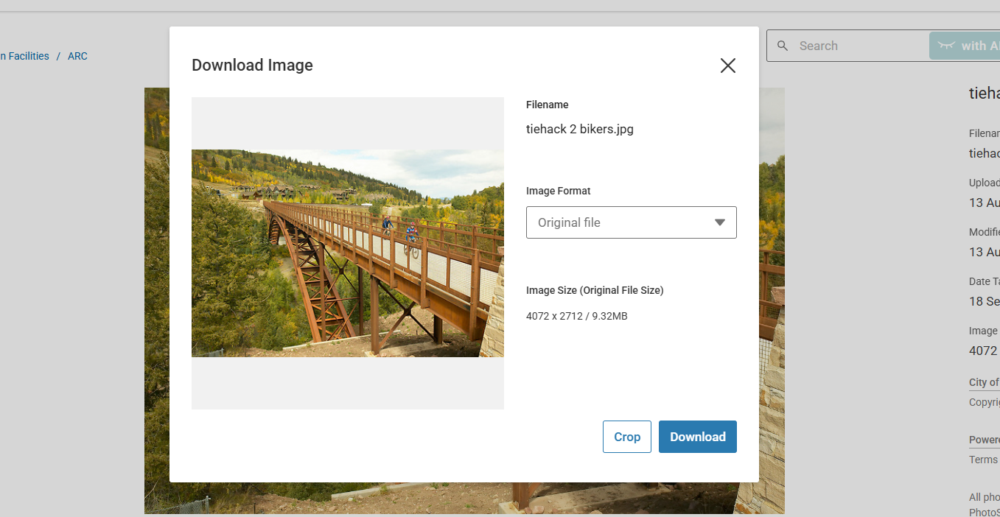 n Facilities / ARC
Search
with
Download Image
Filename
tiehack 2 bikers.jpg
Image Format
Original file
Image Size (Original File Size)
4072 x 2712 / 9.32MB
Crop
Download
tieha
Filenar
tiehac
Upload
13 Au
Modifie
13 Au
Date Ta
18 Se
Image
4072
City of
Copyrig
Powere
Terms
All pho
PhotoS